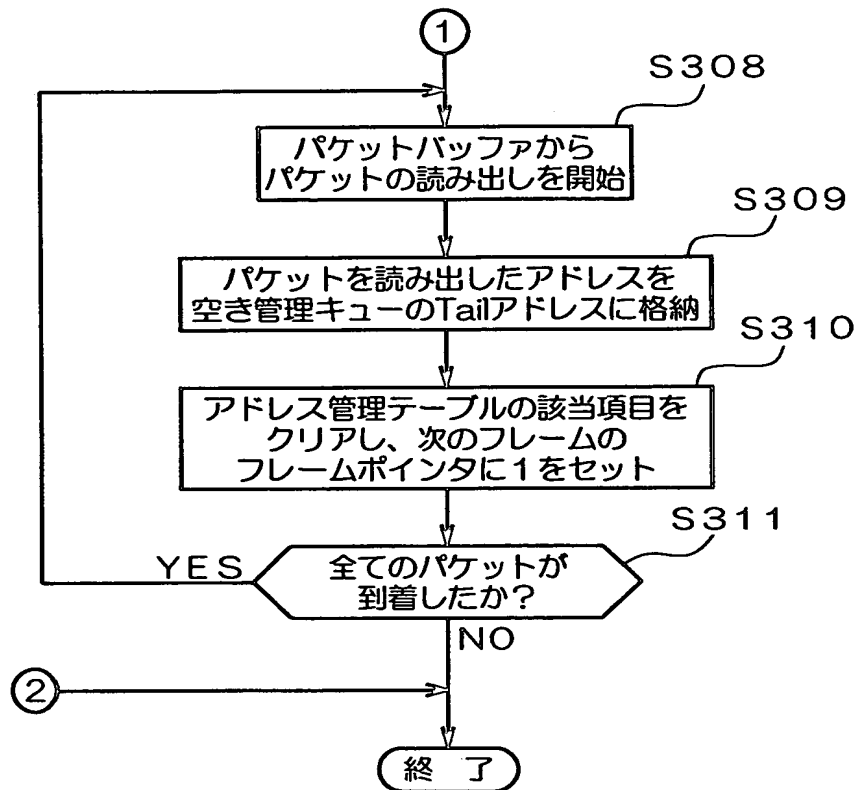 ①
S308
パケットバッファから
パケットの読み出しを開始
S309
パケットを読み出したアドレスを
空き管理キューのTailアドレスに格納
S310
アドレス管理テーブルの該当項目を
クリアし、次のフレームの
フレームポインタに1をセット
S311
YES
全てのパケットが
到着したか？
NO
②
終 了